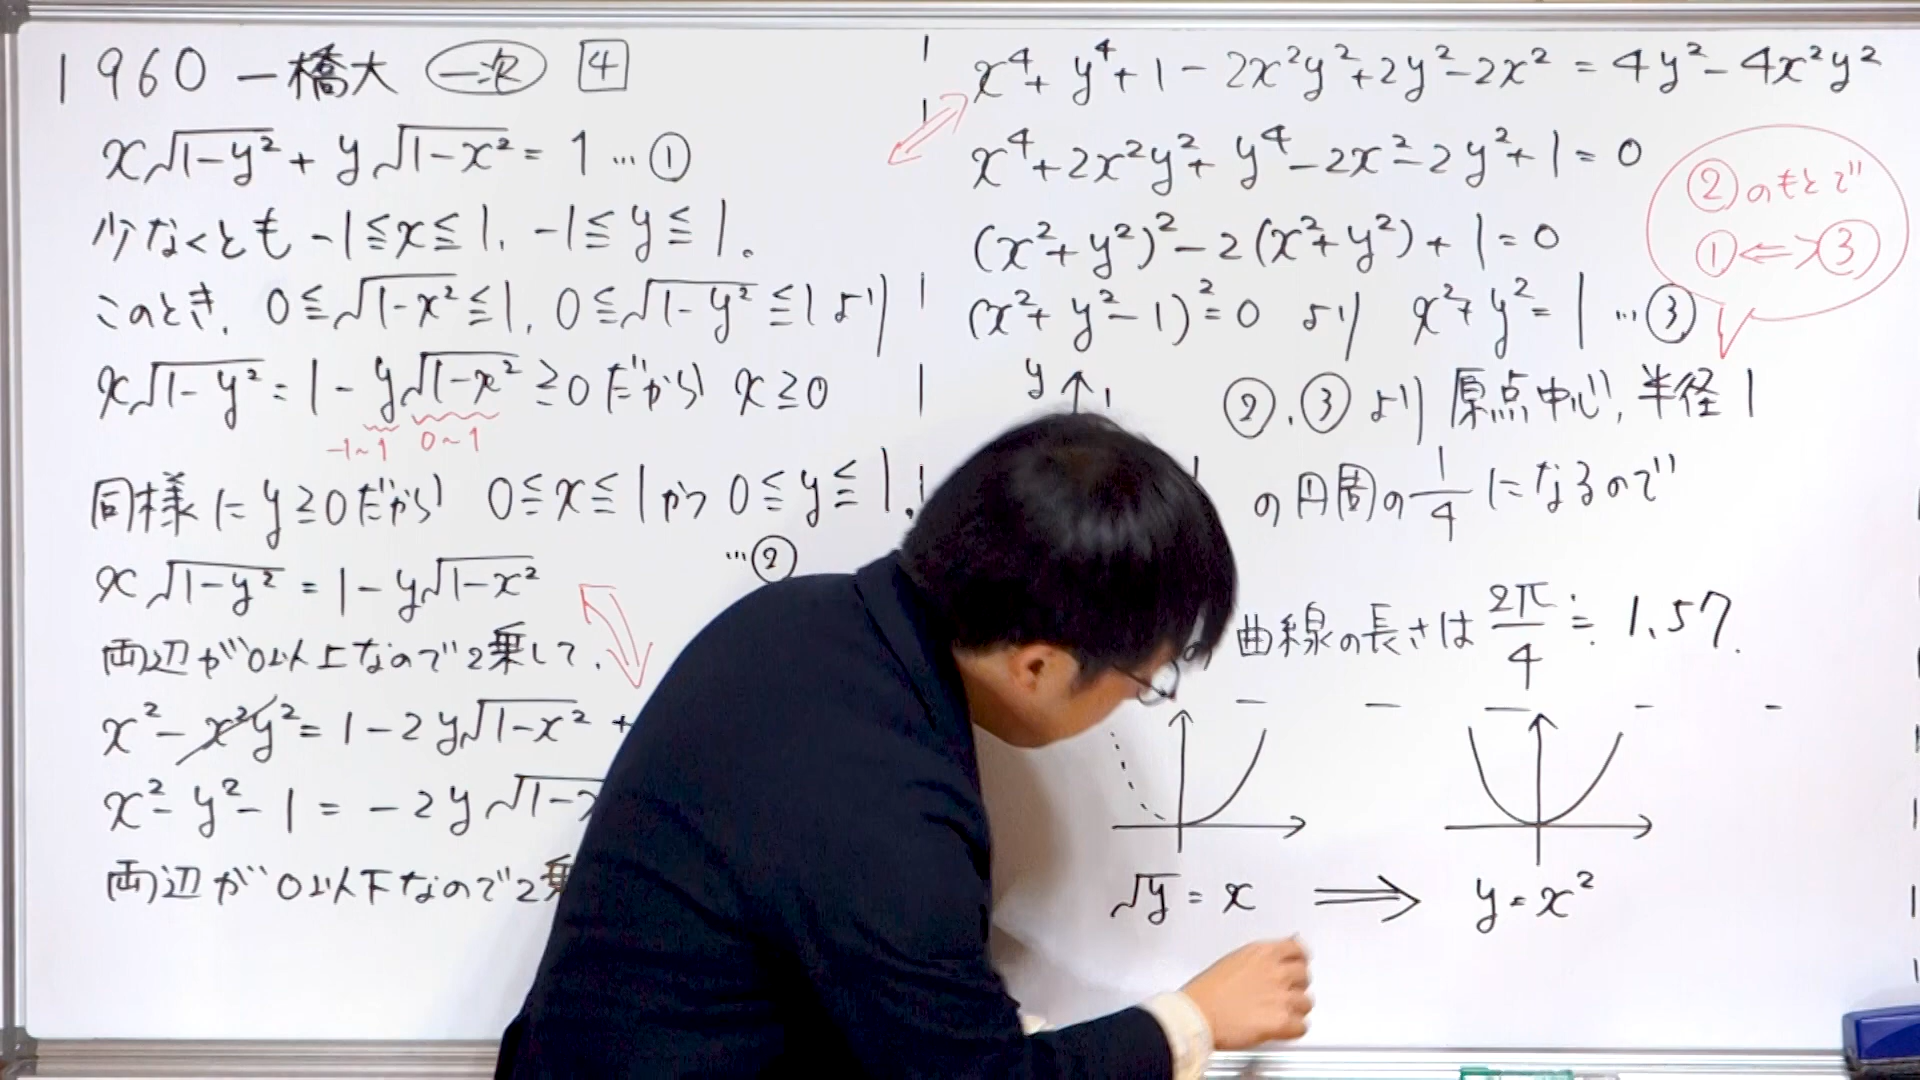 1960 一橋大 一次 4
x√1-y² + y√1-x² = 1 … ①
少なくとも -1≦x≦1, -1≦y≦1。
このとき, 0≦√1-x²≦1, 0≦√1-y²≦1より
x√1-y² = 1-y√1-x² ≧0だから x≧0
-1~1 0~1
同様に y≧0だから 0≦x≦1かつ0≦y≦1.
…②
x√1-y² = 1-y√1-x²
両辺が0以上なので2乗して,
x²-x²y² = 1-2y√1-x² +
x²-y²-1 = -2y√1-x
両辺が0以下なので2乗
x⁴+y⁴+1-2x²y²+2y²-2x² = 4y²-4x²y²
x⁴+2x²y²+y⁴-2x²-2y²+1=0
(x²+y²)²-2(x²+y²)+1=0
(x²+y²-1)²=0 より x²+y²=1 …③
②のもとで
①⇔③
y 1
②,③より原点中心,半径1
の円周の1/4になるので
曲線の長さは 2π/4 ≒ 1.57.
√y = x ⟹ y = x²